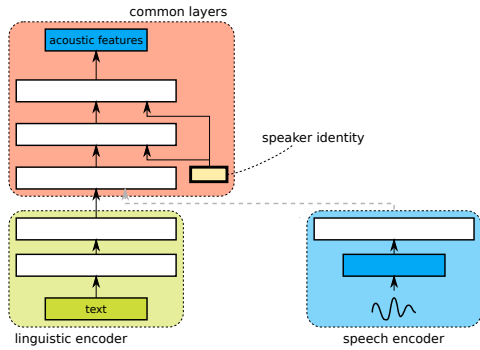 common layers
acoustic features
speaker identity
text
linguistic encoder
speech encoder